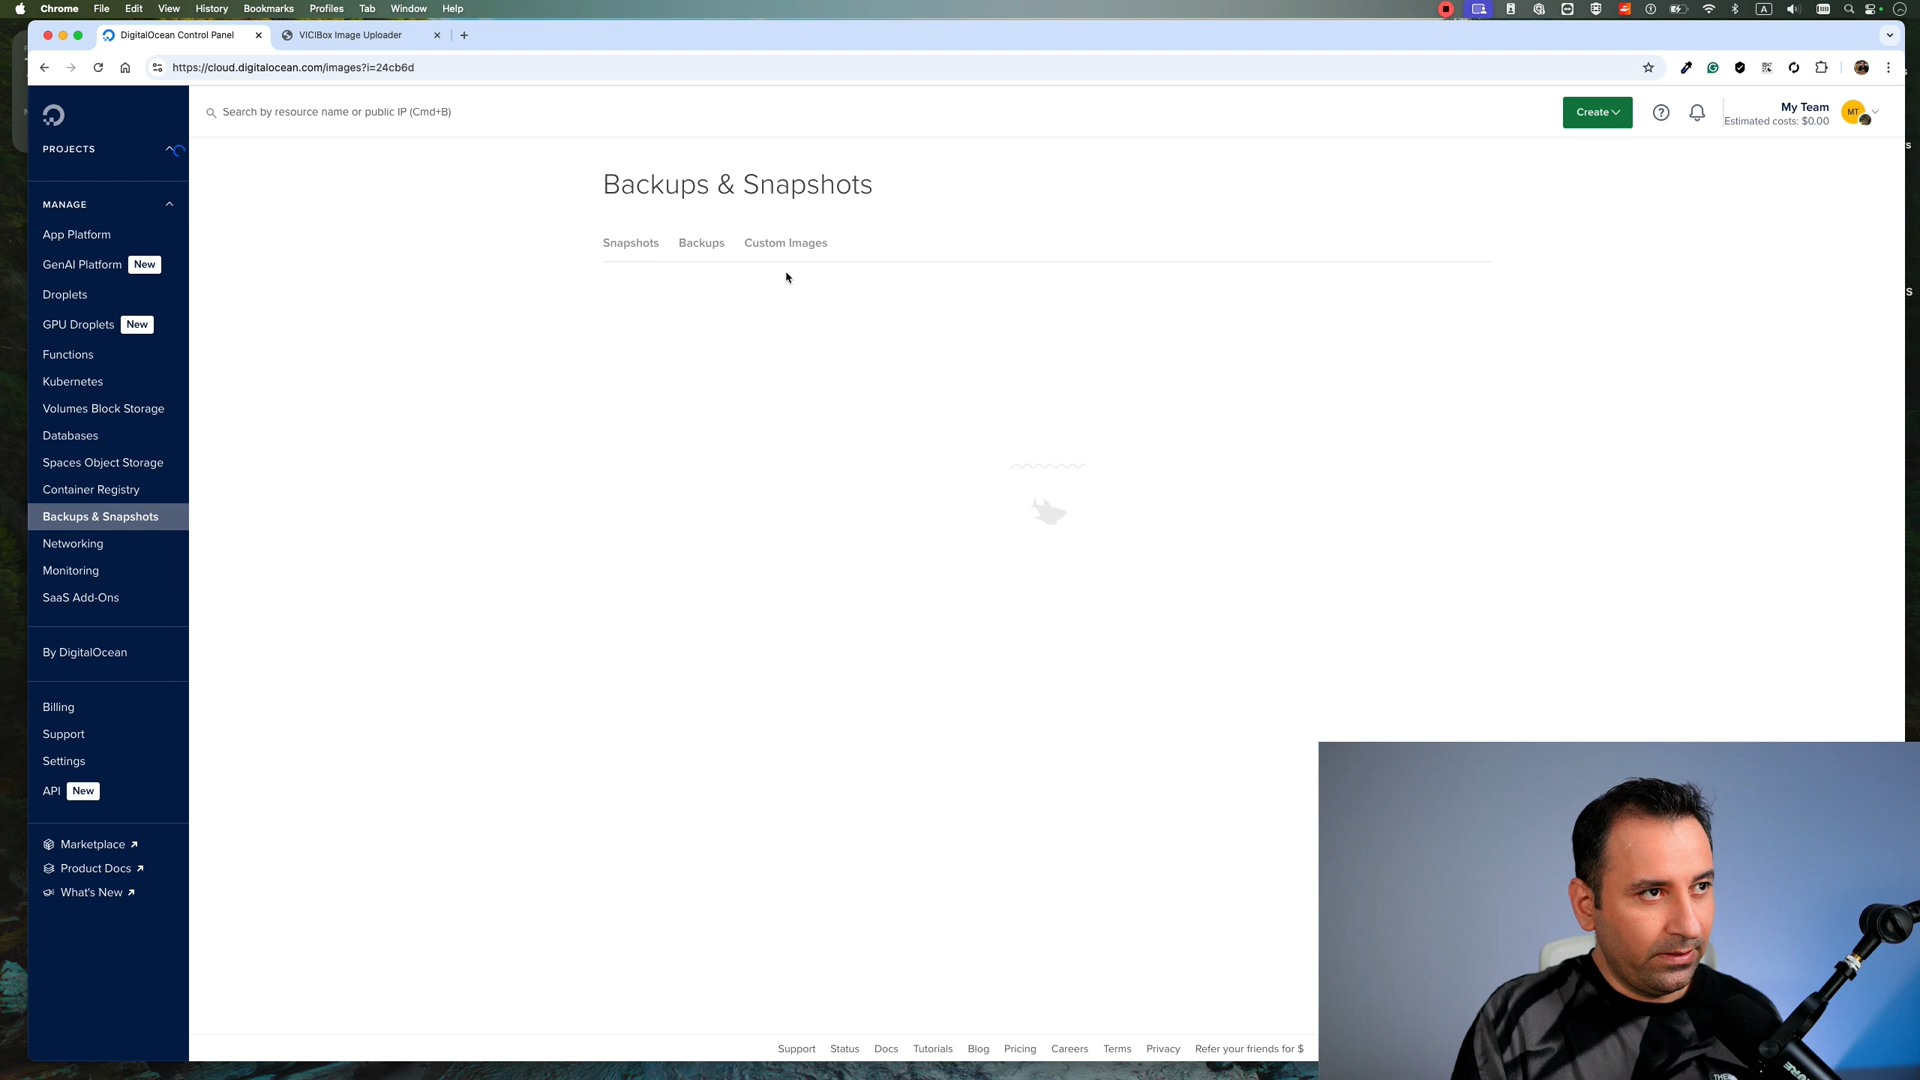 Chrome File Edit View History Bookmarks Profiles Tab Window Help
DigitalOcean Control Panel
VICIBox Image Uploader
https://cloud.digitalocean.com/images?i=24cb6d
Search by resource name or public IP (Cmd+B)
Create
My Team
Estimated costs: $0.00
MT
PROJECTS
MANAGE
App Platform
GenAI Platform New
Droplets
GPU Droplets New
Functions
Kubernetes
Volumes Block Storage
Databases
Spaces Object Storage
Container Registry
Backups & Snapshots
Networking
Monitoring
SaaS Add-Ons
By DigitalOcean
Billing
Support
Settings
API New
Marketplace
Product Docs
What's New
Backups & Snapshots
Snapshots Backups Custom Images
Support Status Docs Tutorials Blog Pricing Careers Terms Privacy Refer your friends for $